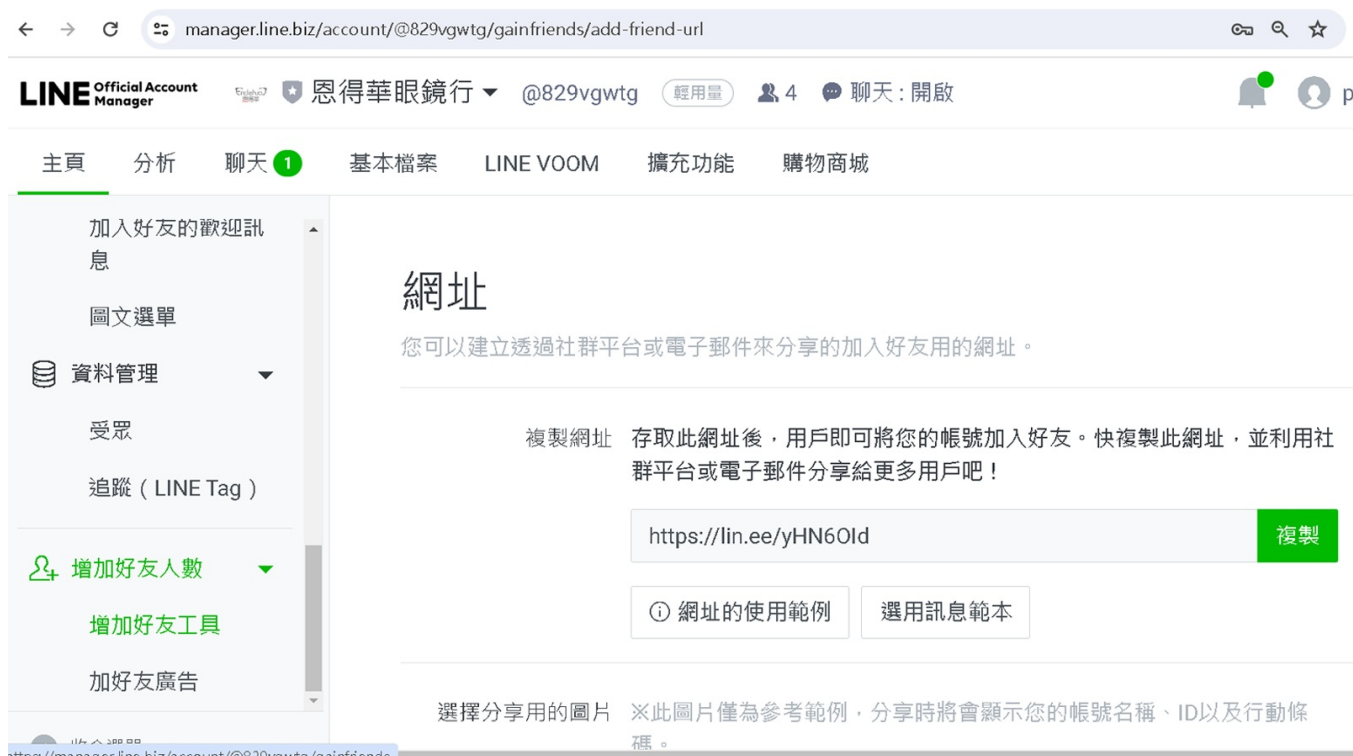 manager.line.biz/account/@829vgwtg/gainfriends/add-friend-url
LINE Official Account Manager
恩得華眼鏡行
@829vgwtg
輕用量
4
聊天：開啟
p
主頁
分析
聊天 1
基本檔案
LINE VOOM
擴充功能
購物商城
加入好友的歡迎訊
息
圖文選單
資料管理
受眾
追蹤（LINE Tag）
增加好友人數
增加好友工具
加好友廣告
網址
您可以建立透過社群平台或電子郵件來分享的加入好友用的網址。
複製網址
存取此網址後，用戶即可將您的帳號加入好友。快複製此網址，並利用社
群平台或電子郵件分享給更多用戶吧！
https://lin.ee/yHN6OId
複製
網址的使用範例
選用訊息範本
選擇分享用的圖片
※此圖片僅為參考範例，分享時將會顯示您的帳號名稱、ID以及行動條
碼。
https://manager.line.biz/account/@829vgwtg/gainfriends